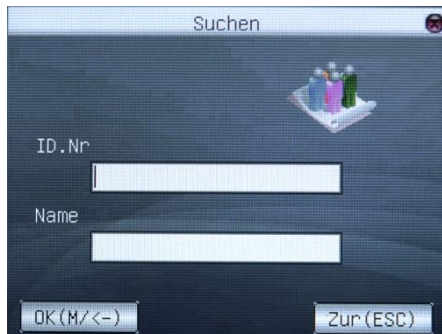 Suchen
ID.Nr
Name
OK(M/<-)
Zur(ESC)